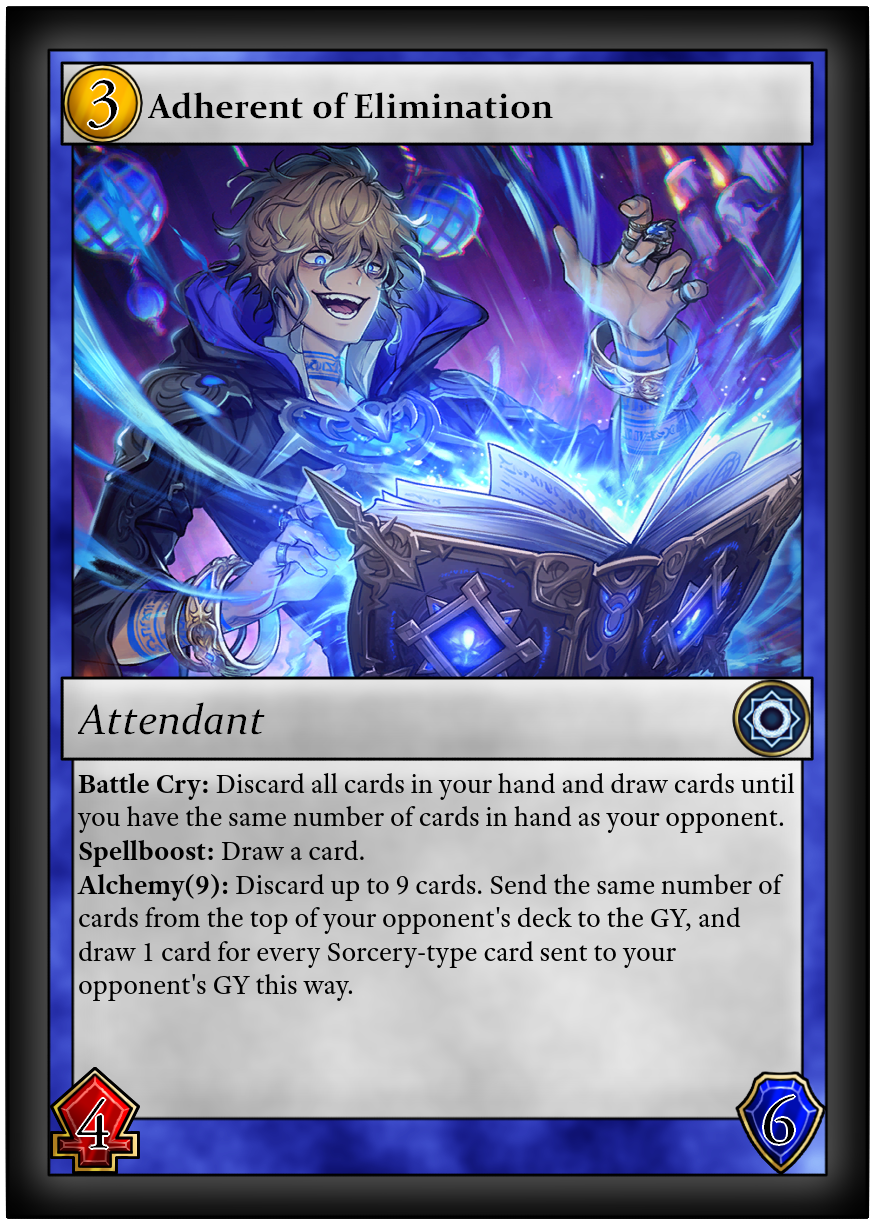 3 Adherent of Elimination
Attendant
Battle Cry: Discard all cards in your hand and draw cards until
you have the same number of cards in hand as your opponent.
Spellboost: Draw a card.
Alchemy(9): Discard up to 9 cards. Send the same number of
cards from the top of your opponent's deck to the GY, and
draw 1 card for every Sorcery-type card sent to your
opponent's GY this way.
4
6